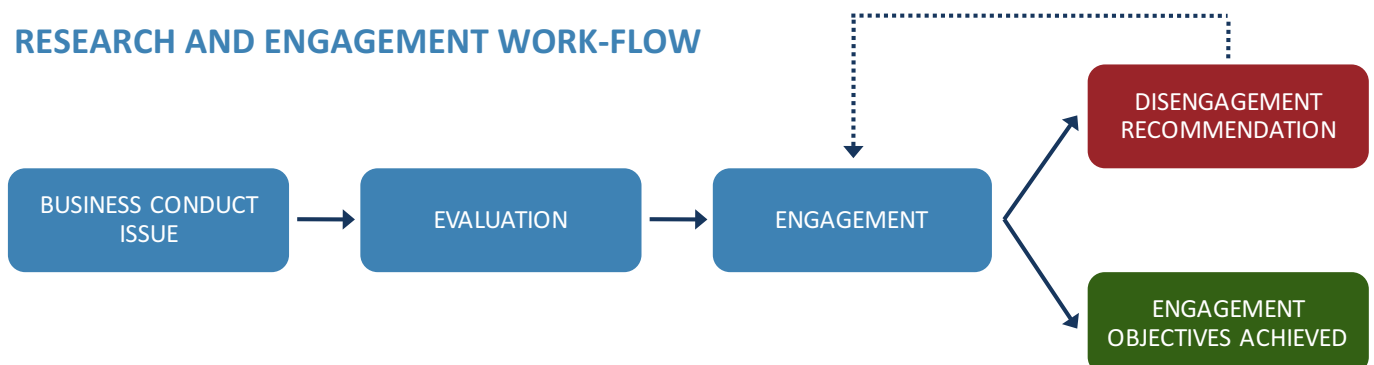 RESEARCH AND ENGAGEMENT WORK-FLOW
BUSINESS CONDUCT
ISSUE
EVALUATION
ENGAGEMENT
DISENGAGEMENT
RECOMMENDATION
ENGAGEMENT
OBJECTIVES ACHIEVED